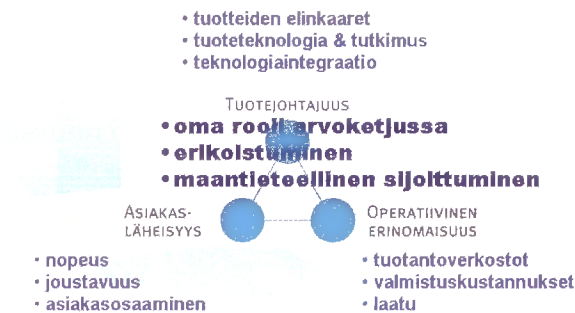 • tuotteiden elinkaaret
• tuoteteknologia & tutkimus
• teknologiaintegraatio
TUOTEJOHTAJUUS
• oma rooli arvoketjussa
• erikoistuminen
• maantieteellinen sijoittuminen
ASIAKAS-
LÄHEISYYS
OPERATIIVINEN
ERINOMAISUUS
• nopeus
• joustavuus
• asiakasosaaminen
• tuotantoverkostot
• valmistuskustannukset
• laatu